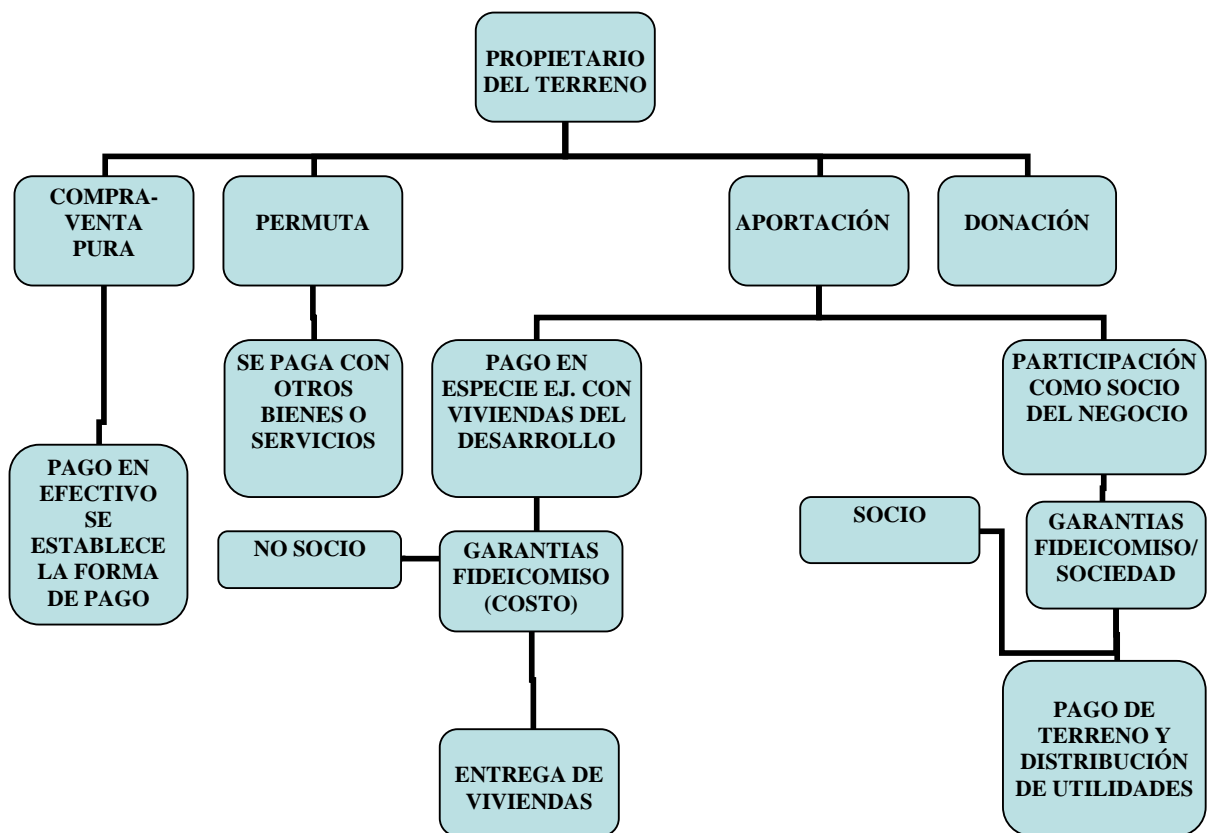 PROPIETARIO
DEL TERRENO
COMPRA-
VENTA
PURA
PERMUTA
APORTACIÓN
DONACIÓN
SE PAGA CON
OTROS
BIENES O
SERVICIOS
PAGO EN
ESPECIE EJ. CON
VIVIENDAS DEL
DESARROLLO
PARTICIPACIÓN
COMO SOCIO
DEL NEGOCIO
PAGO EN
EFECTIVO
SE
ESTABLECE
LA FORMA
DE PAGO
NO SOCIO
GARANTIAS
FIDEICOMISO
(COSTO)
SOCIO
GARANTIAS
FIDEICOMISO/
SOCIEDAD
ENTREGA DE
VIVIENDAS
PAGO DE
TERRENO Y
DISTRIBUCIÓN
DE UTILIDADES